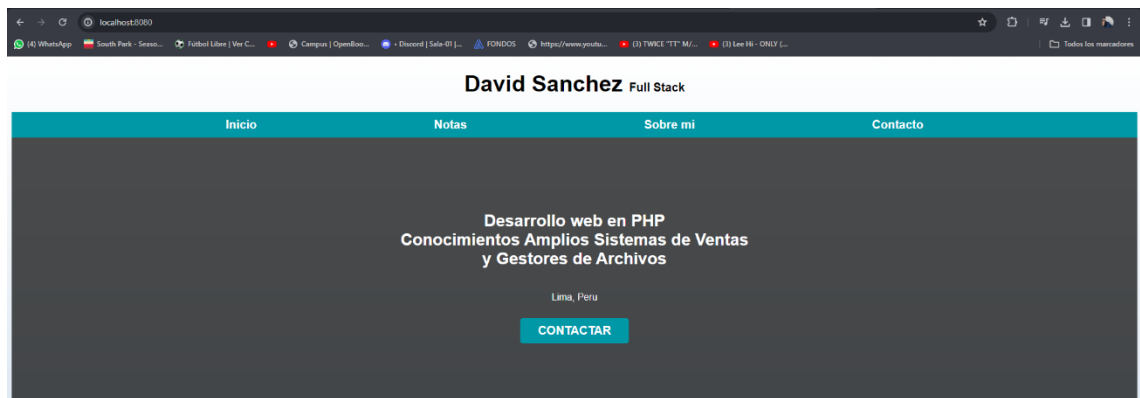 localhost:8080
(4) WhatsApp
South Park - Seaso...
Fútbol Libre | Ver C...
Campus | OpenBoo...
• Discord | Sala-01 |...
FONDOS
https://www.youtu...
(3) TWICE "TT" M/...
(3) Lee Hi - ONLY (...
Todos los marcadores
David Sanchez Full Stack
Inicio
Notas
Sobre mi
Contacto
Desarrollo web en PHP
Conocimientos Amplios Sistemas de Ventas
y Gestores de Archivos
Lima, Peru
CONTACTAR